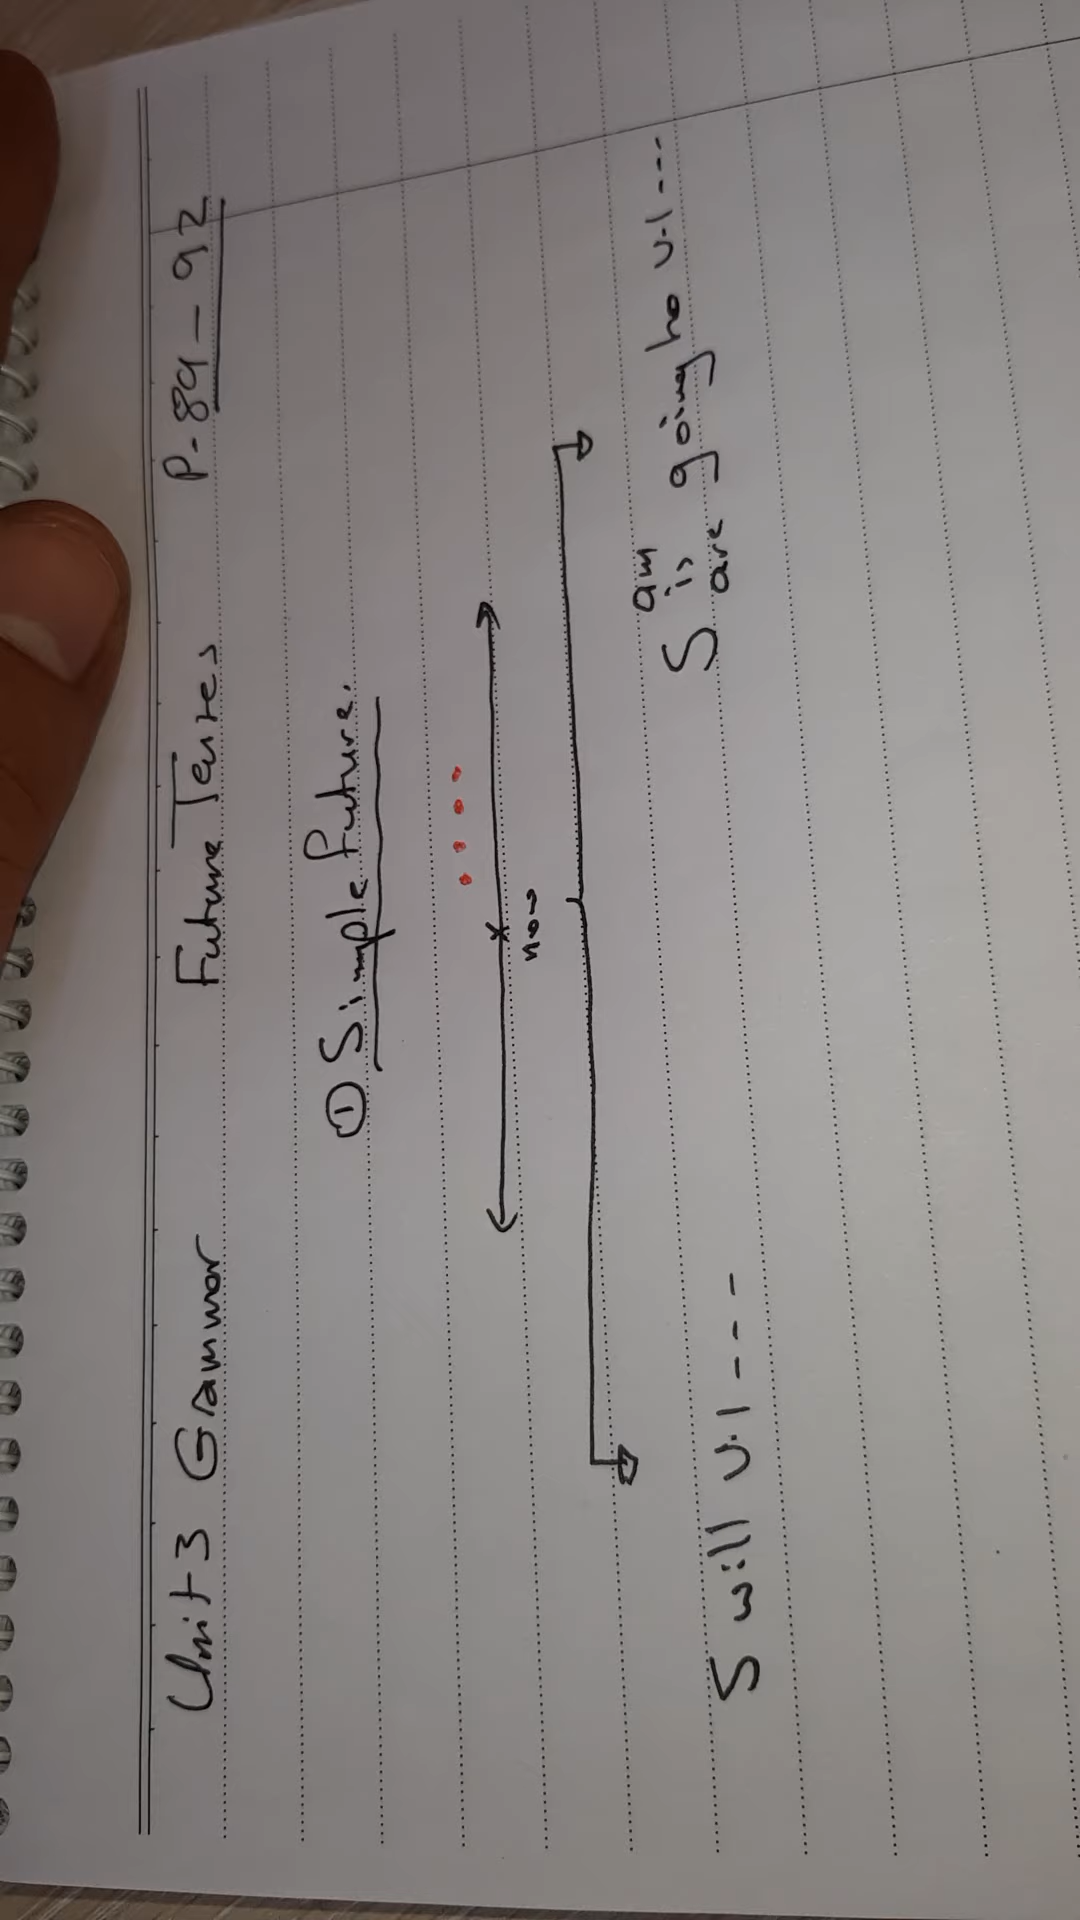 Unit 3 Grammar Future Tenses P-89-92
① Simple future.
now
S will v.1---
S am is are going to v.1---